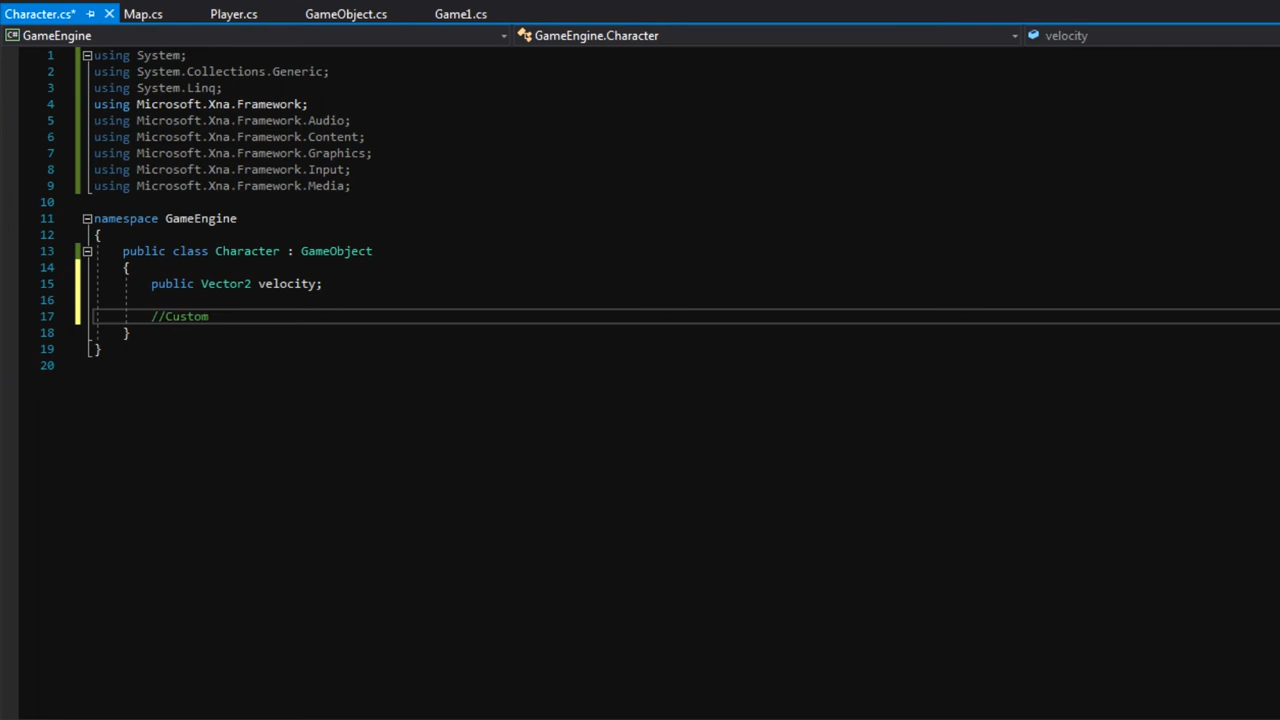 Character.cs* Map.cs Player.cs GameObject.cs Game1.cs
C# GameEngine GameEngine.Character velocity
1 using System;
2 using System.Collections.Generic;
3 using System.Linq;
4 using Microsoft.Xna.Framework;
5 using Microsoft.Xna.Framework.Audio;
6 using Microsoft.Xna.Framework.Content;
7 using Microsoft.Xna.Framework.Graphics;
8 using Microsoft.Xna.Framework.Input;
9 using Microsoft.Xna.Framework.Media;
10
11 namespace GameEngine
12 {
13 public class Character : GameObject
14 {
15 public Vector2 velocity;
16
17 //Custom
18 }
19 }
20